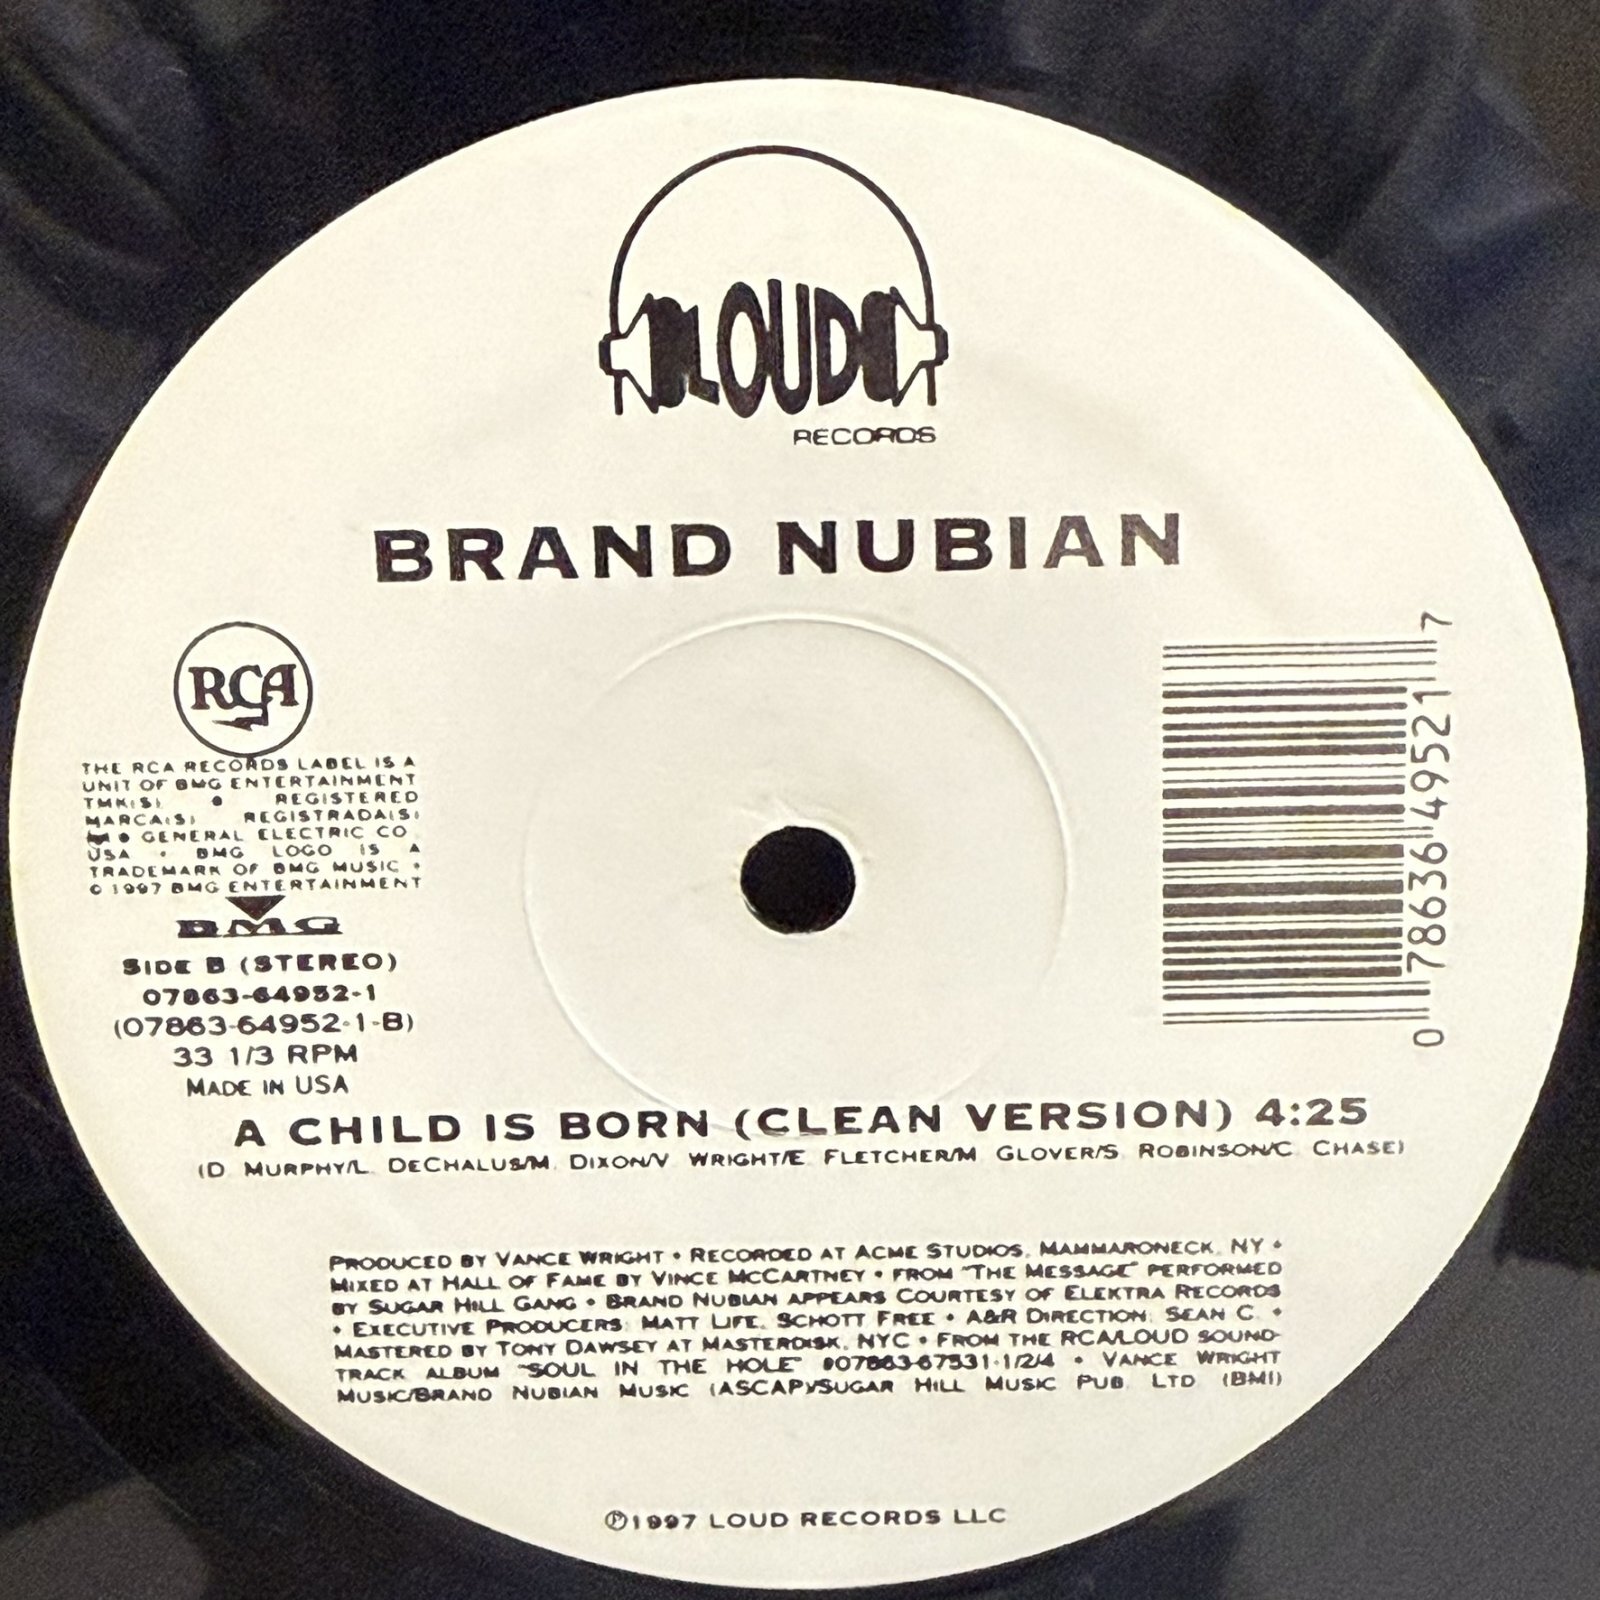 LOUD
RECORDS
BRAND NUBIAN
RCA
THE RCA RECORDS LABEL IS A
UNIT OF BMG ENTERTAINMENT
TMK(S) ® REGISTERED
MARCA(S) REGISTRADA(S)
GENERAL ELECTRIC CO.
USA • BMG LOGO IS A
TRADEMARK OF BMG MUSIC •
© 1997 BMG ENTERTAINMENT
BMG
SIDE B (STEREO)
07863-64952-1
(07863-64952-1-B)
33 1/3 RPM
MADE IN USA
0 78636 49521 7
A CHILD IS BORN (CLEAN VERSION) 4:25
(D. MURPHY/L. DECHALUS/M. DIXON/V. WRIGHT/E. FLETCHER/M. GLOVER/S. ROBINSON/C. CHASE)
PRODUCED BY VANCE WRIGHT • RECORDED AT ACME STUDIOS, MAMMARONECK, NY •
MIXED AT HALL OF FAME BY VINCE MCCARTNEY • FROM "THE MESSAGE" PERFORMED
BY SUGAR HILL GANG • BRAND NUBIAN APPEARS COURTESY OF ELEKTRA RECORDS
• EXECUTIVE PRODUCERS: MATT LIFE, SCHOTT FREE • A&R DIRECTION: SEAN C. •
MASTERED BY TONY DAWSEY AT MASTERDISK, NYC • FROM THE RCA/LOUD SOUND-
TRACK ALBUM "SOUL IN THE HOLE" #07863-67531-1/2/4 • VANCE WRIGHT
MUSIC/BRAND NUBIAN MUSIC (ASCAP)/SUGAR HILL MUSIC PUB. LTD. (BMI)
℗1997 LOUD RECORDS LLC